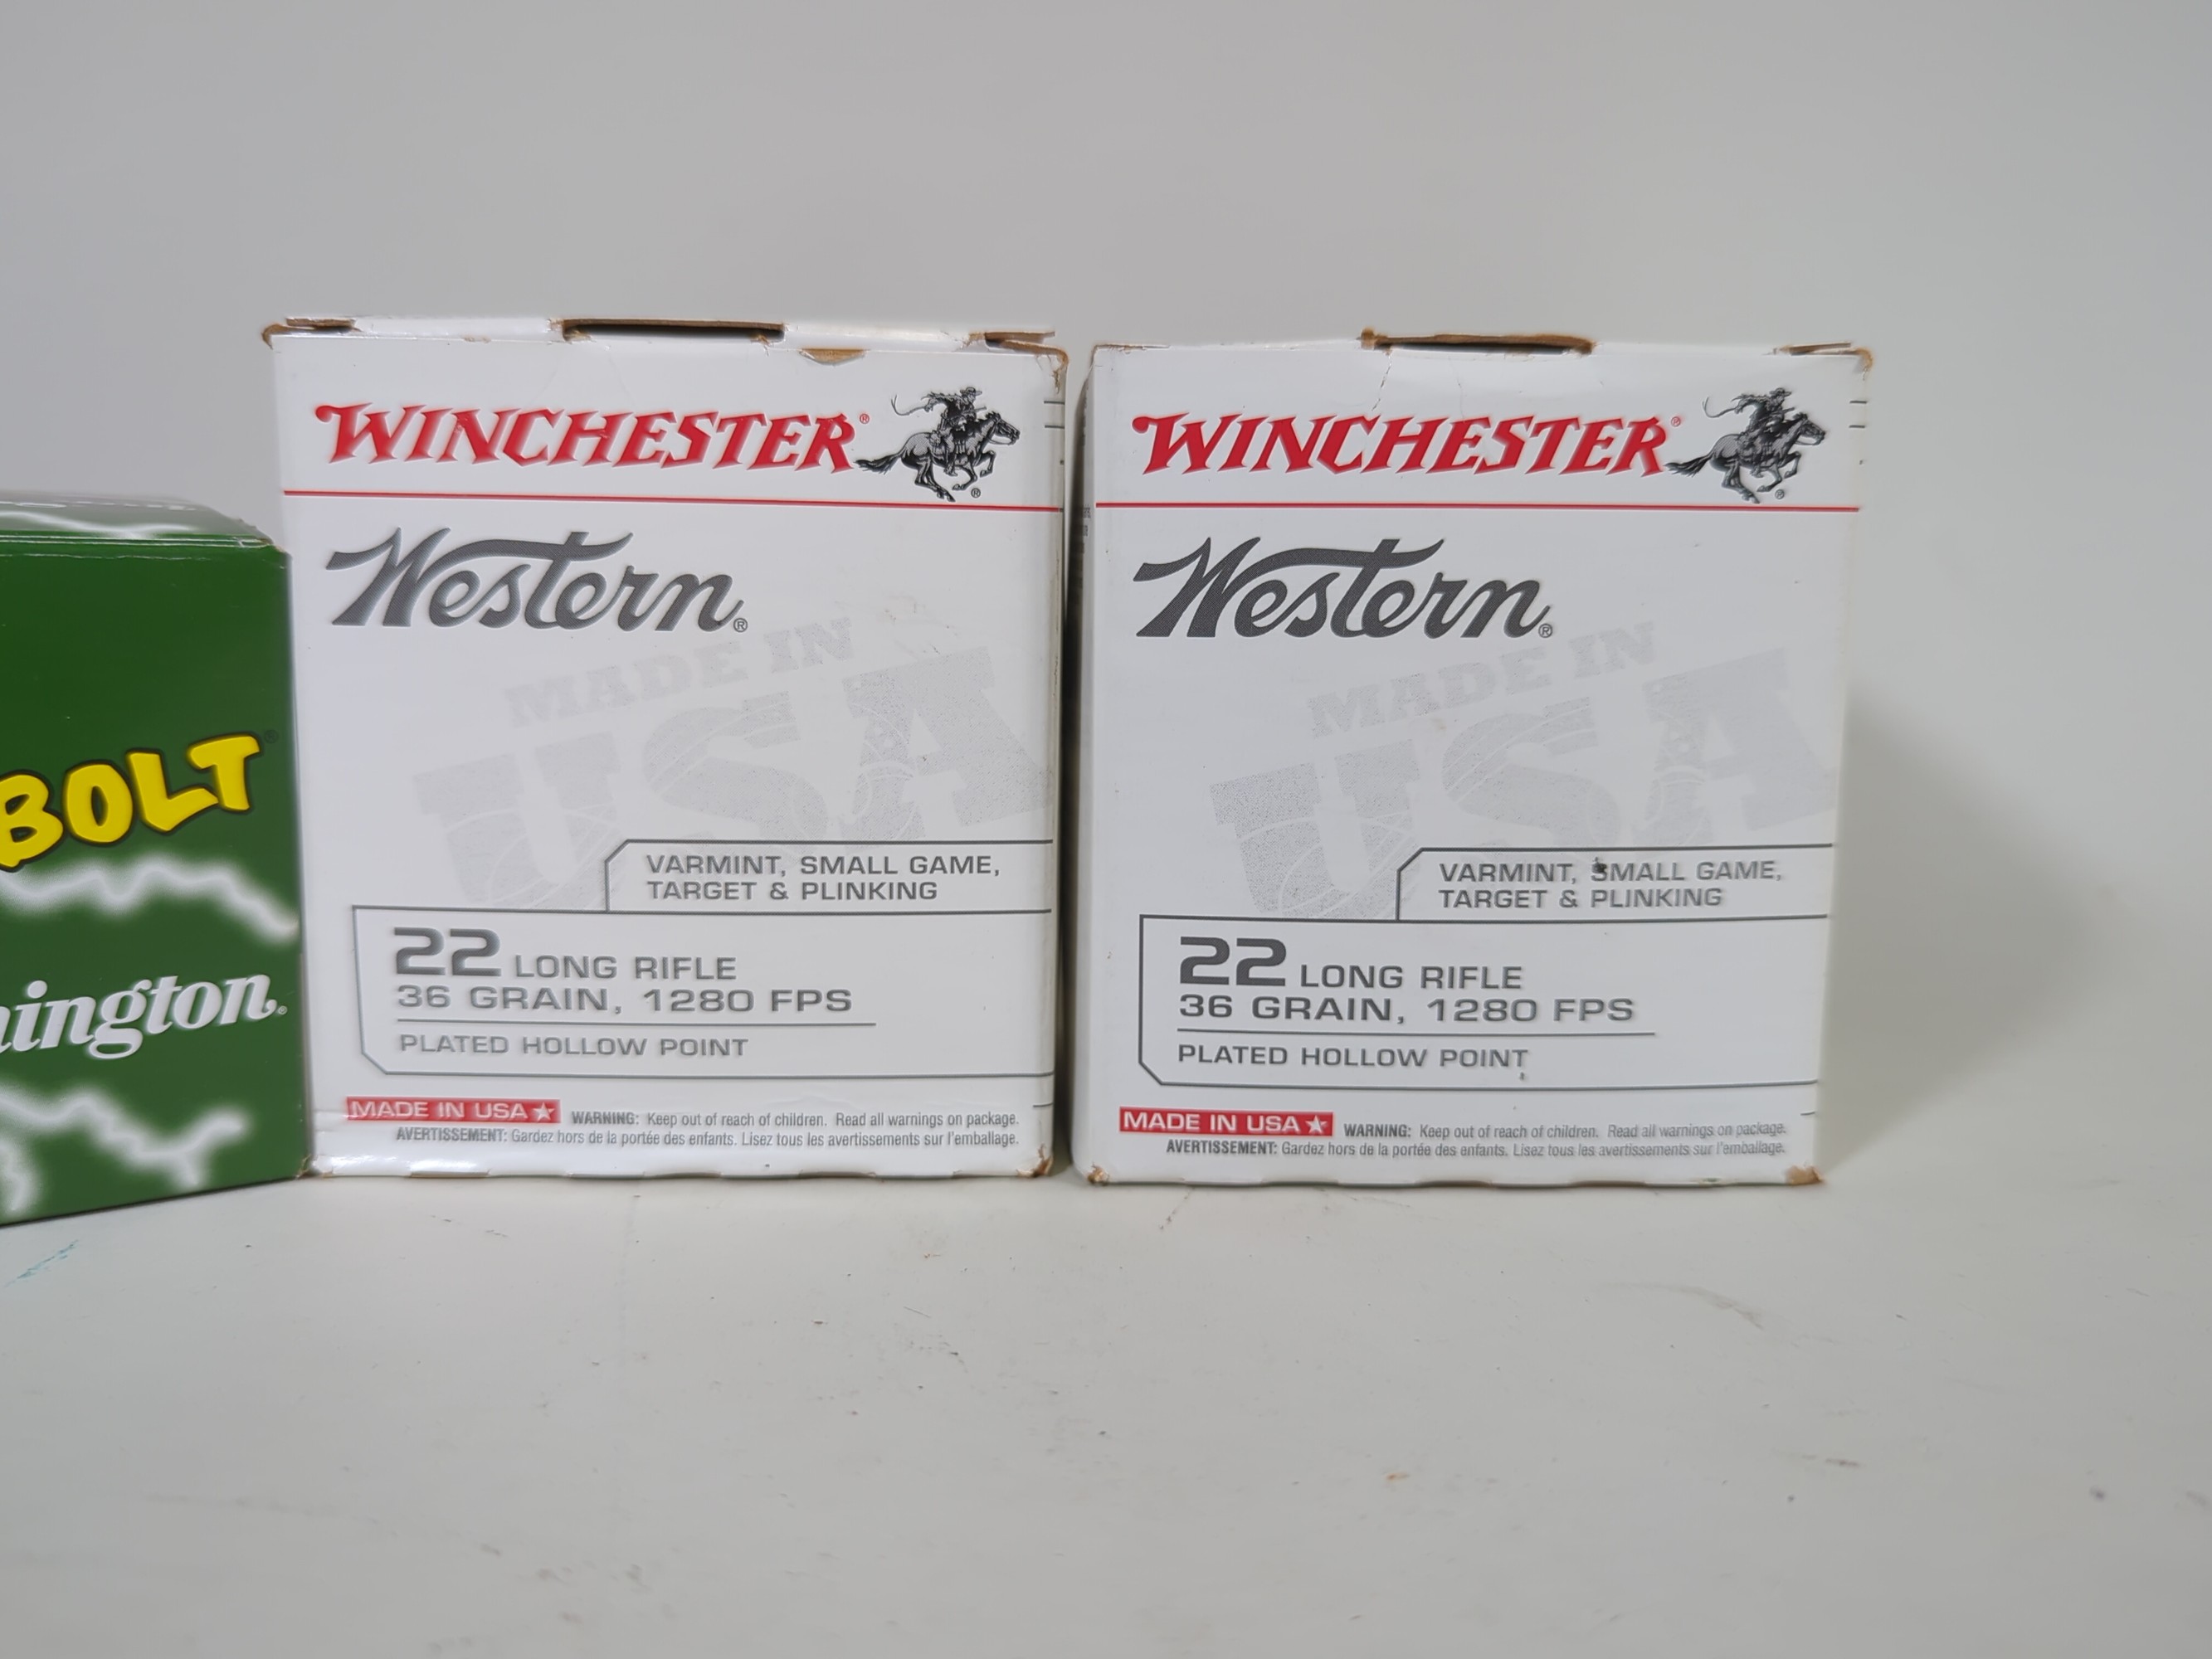 BOLT®
ington.
WINCHESTER®
®
Western®
MADE IN
USA
VARMINT, SMALL GAME,
TARGET & PLINKING
22 LONG RIFLE
36 GRAIN, 1280 FPS
PLATED HOLLOW POINT
MADE IN USA★ WARNING: Keep out of reach of children. Read all warnings on package.
AVERTISSEMENT: Gardez hors de la portée des enfants. Lisez tous les avertissements sur l'emballage.
WINCHESTER®
®
Western®
MADE IN
USA
VARMINT, SMALL GAME,
TARGET & PLINKING
22 LONG RIFLE
36 GRAIN, 1280 FPS
PLATED HOLLOW POINT
MADE IN USA★ WARNING: Keep out of reach of children. Read all warnings on package.
AVERTISSEMENT: Gardez hors de la portée des enfants. Lisez tous les avertissements sur l'emballage.